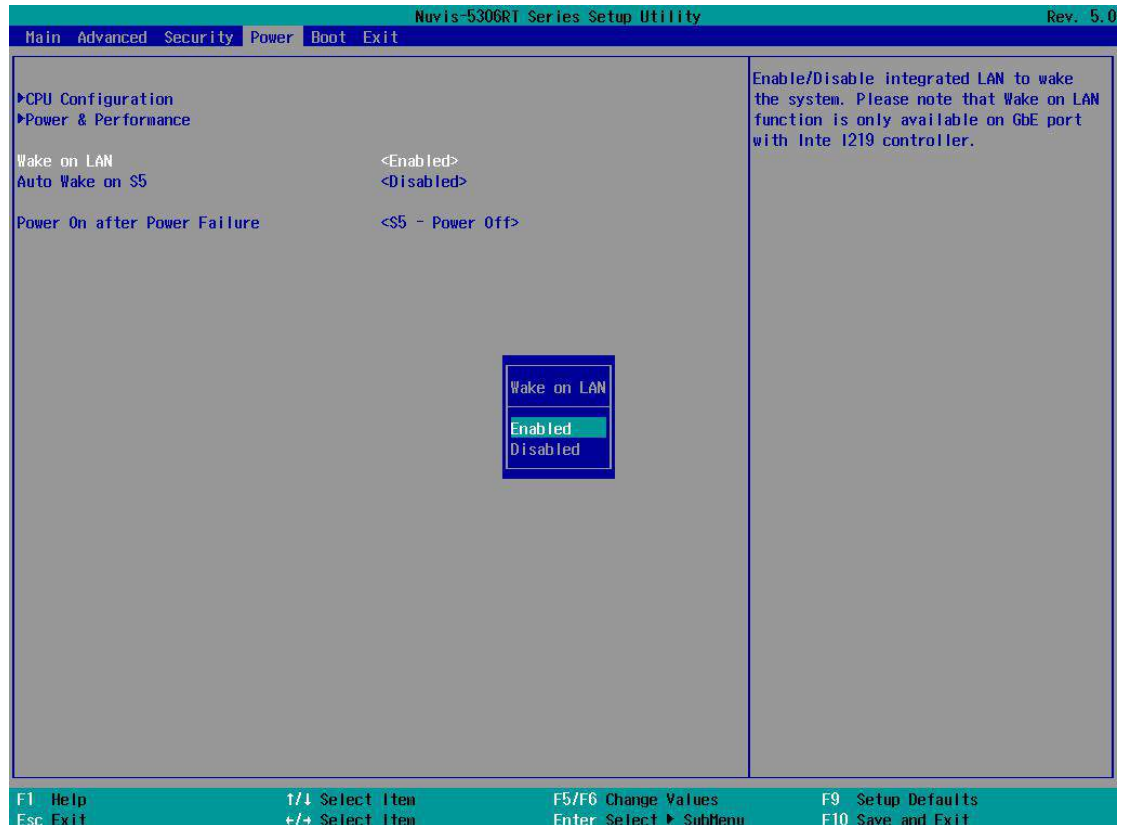 Nuvis-5306RT Series Setup Utility Rev. 5.0
Main Advanced Security Power Boot Exit
▶CPU Configuration
▶Power & Performance
Wake on LAN <Enabled>
Auto Wake on S5 <Disabled>
Power On after Power Failure <S5 - Power Off>
Enable/Disable integrated LAN to wake
the system. Please note that Wake on LAN
function is only available on GbE port
with Inte I219 controller.
Wake on LAN
Enabled
Disabled
F1 Help ↑/↓ Select Item F5/F6 Change Values F9 Setup Defaults
Esc Exit ←/→ Select Item Enter Select ▶ SubMenu F10 Save and Exit